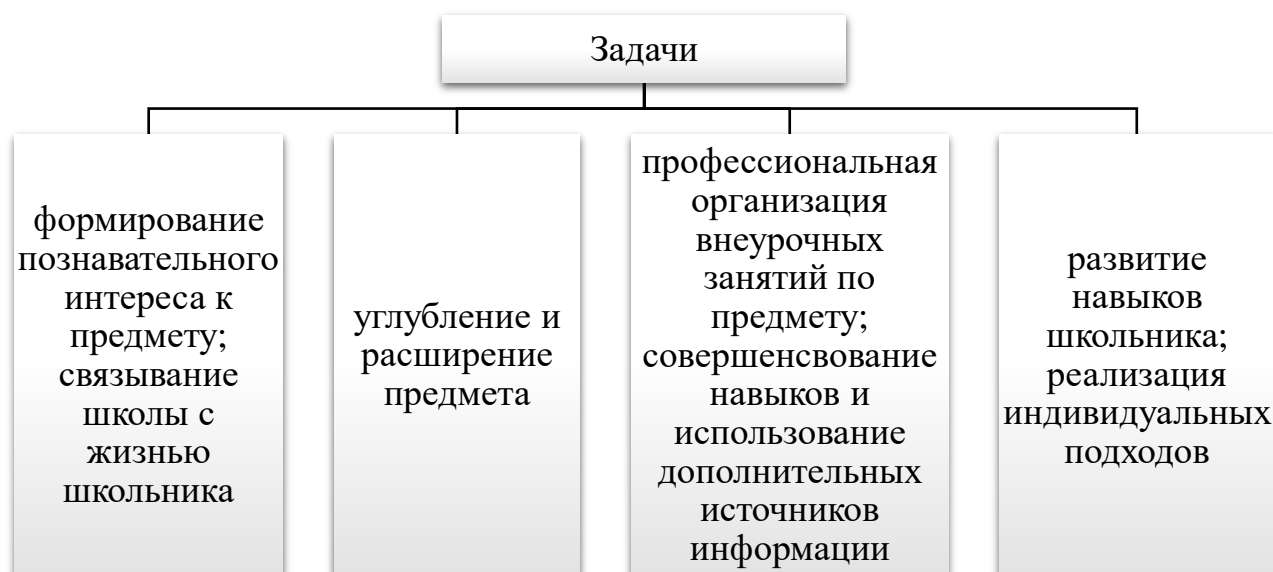 Задачи
формирование
познавательного
интереса к
предмету;
связывание
школы с
жизнью
школьника
углубление и
расширение
предмета
профессиональная
организация
внеурочных
занятий по
предмету;
совершенсвование
навыков и
использование
дополнительных
источников
информации
развитие
навыков
школьника;
реализация
индивидуальных
подходов